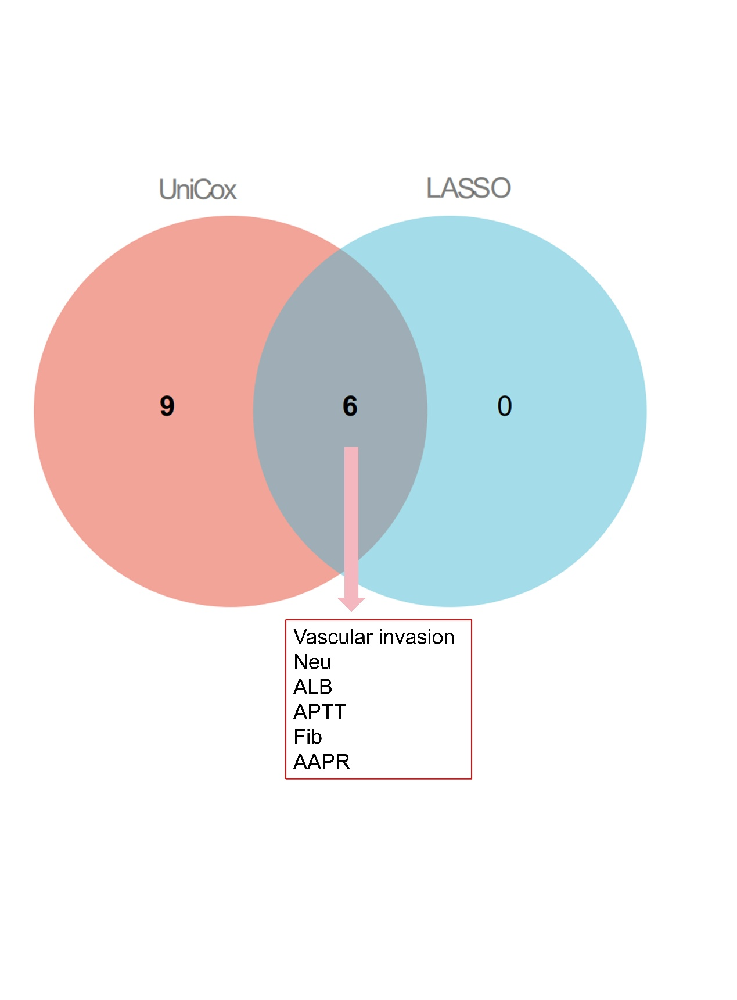 UniCox
LASSO
9
6
0
Vascular invasion
Neu
ALB
APTT
Fib
AAPR